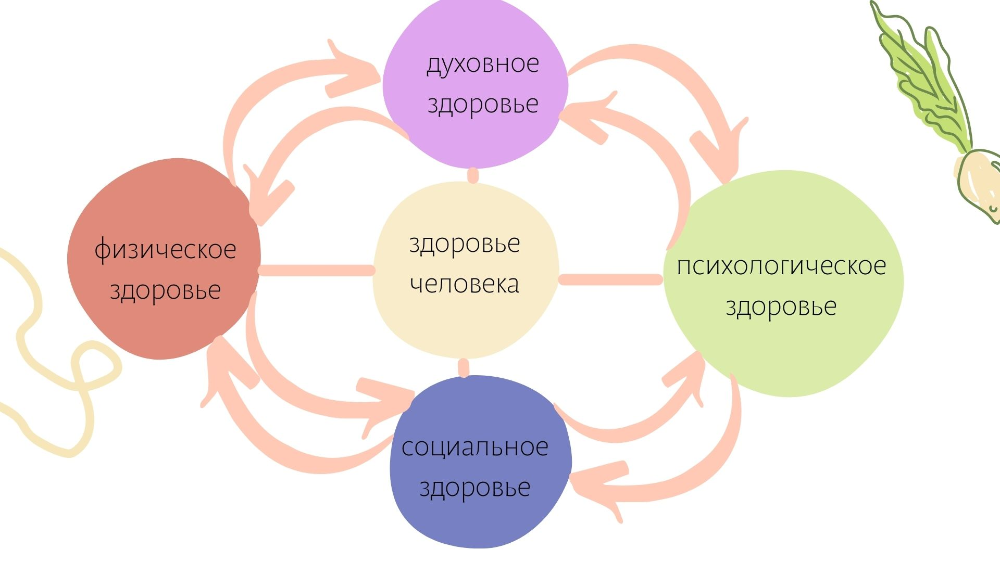 духовное
здоровье
физическое
здоровье
здоровье
человека
психологическое
здоровье
социальное
здоровье